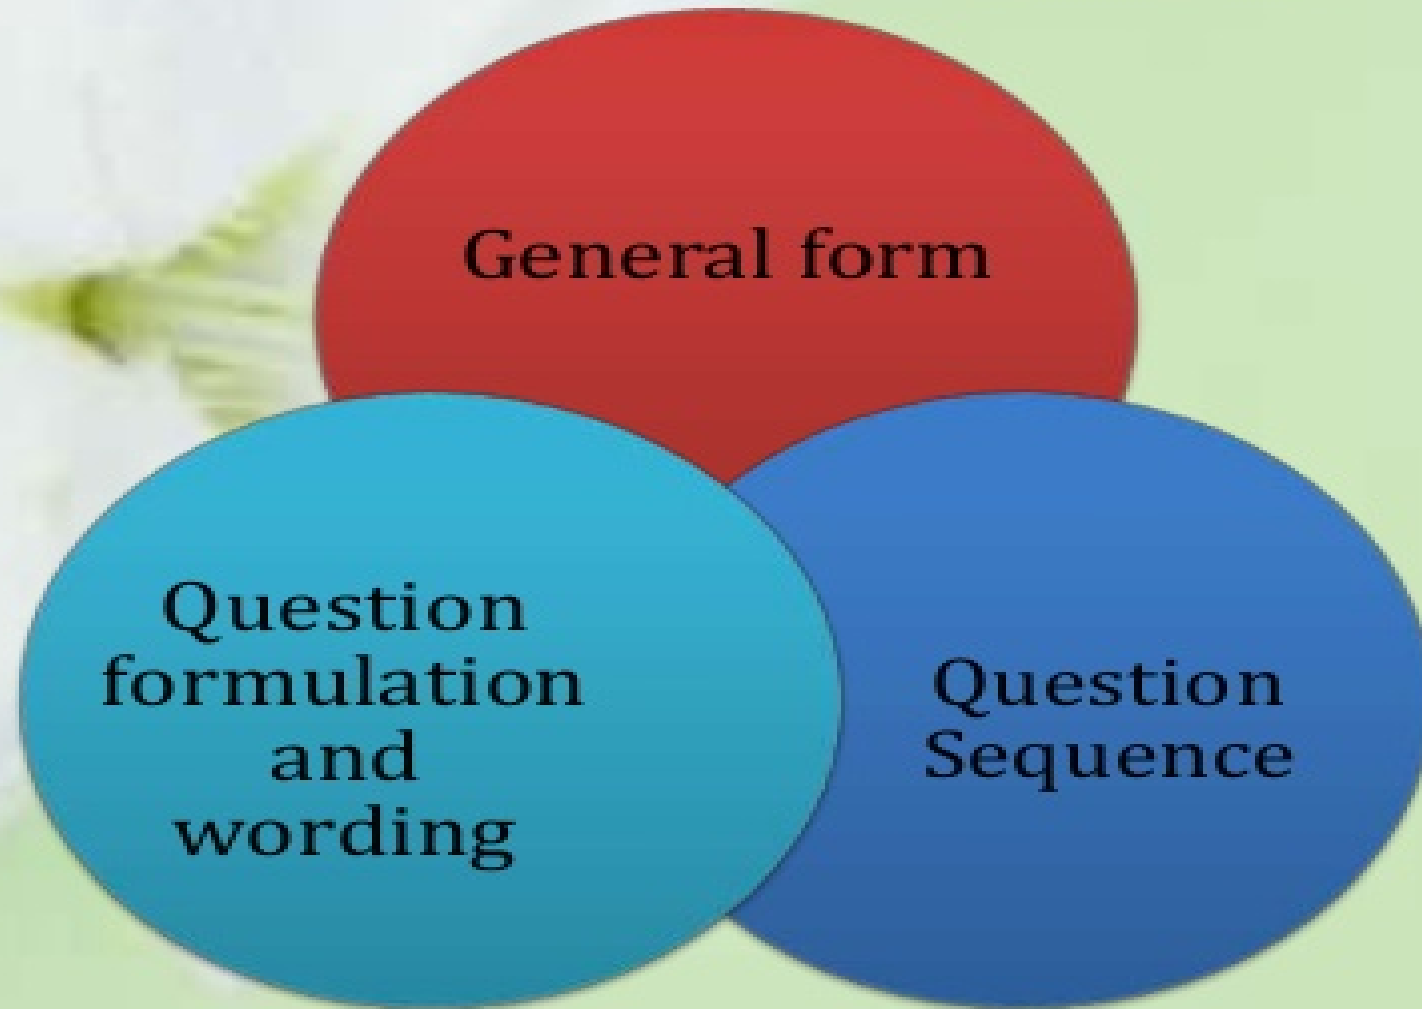 General form
Question
formulation
and
wording
Question
Sequence